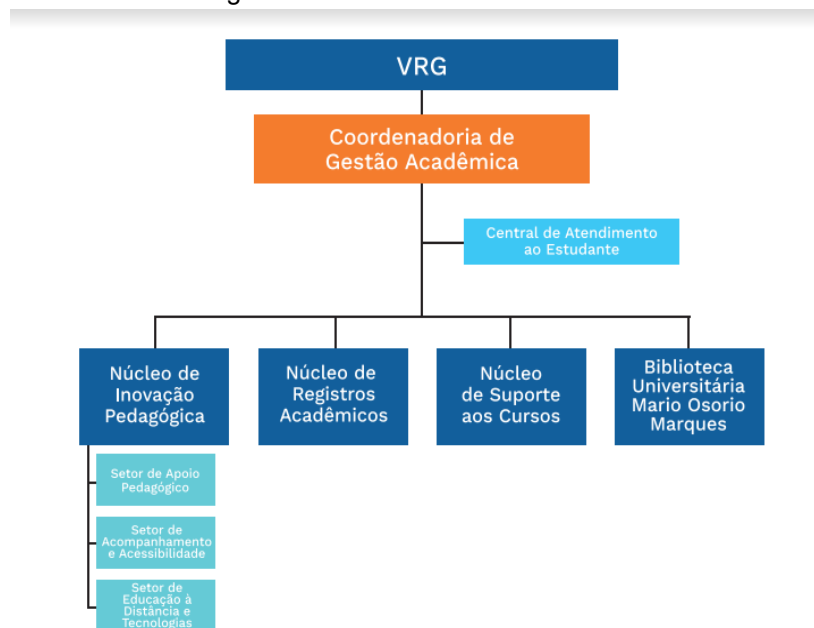 VRG
Coordenadoria de
Gestão Acadêmica
Central de Atendimento
ao Estudante
Núcleo de
Inovação
Pedagógica
Núcleo de
Registros
Acadêmicos
Núcleo
de Suporte
aos Cursos
Biblioteca
Universitária
Mario Osorio
Marques
Setor de Apoio
Pedagógico
Setor de
Acompanhamento
e Acessibilidade
Setor de
Educação à
Distância e
Tecnologias